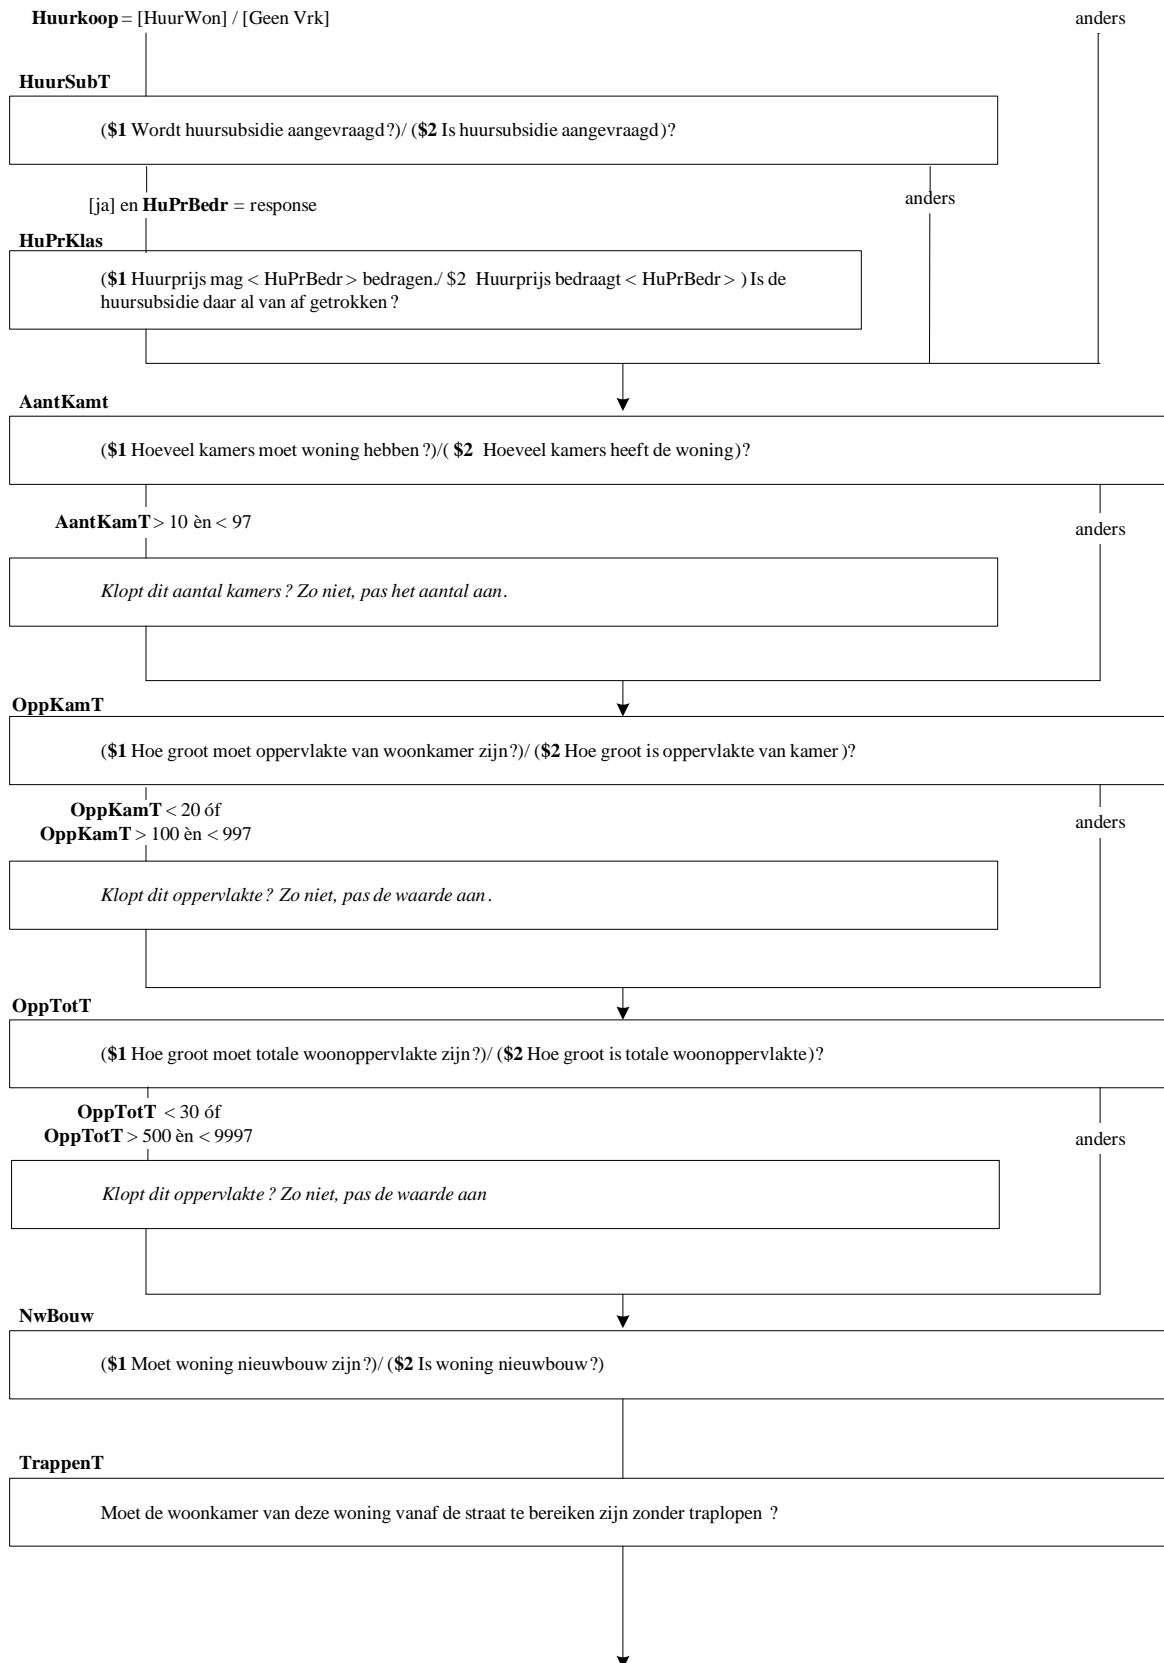 Huurkoop = [HuurWon] / [Geen Vrk]
anders
HuurSubT
($1 Wordt huursubsidie aangevraagd?)/ ($2 Is huursubsidie aangevraagd)?
[ja] en HuPrBedr = response
anders
HuPrKlas
($1 Huurprijs mag < HuPrBedr > bedragen./ $2 Huurprijs bedraagt < HuPrBedr > ) Is de
huursubsidie daar al van af getrokken ?
AantKamt
($1 Hoeveel kamers moet woning hebben ?)/( $2 Hoeveel kamers heeft de woning)?
AantKamT > 10 èn < 97
anders
Klopt dit aantal kamers ? Zo niet, pas het aantal aan.
OppKamT
($1 Hoe groot moet oppervlakte van woonkamer zijn?)/ ($2 Hoe groot is oppervlakte van kamer )?
OppKamT < 20 óf
OppKamT > 100 èn < 997
anders
Klopt dit oppervlakte? Zo niet, pas de waarde aan.
OppTotT
($1 Hoe groot moet totale woonoppervlakte zijn?)/ ($2 Hoe groot is totale woonoppervlakte)?
OppTotT < 30 óf
OppTotT > 500 èn < 9997
anders
Klopt dit oppervlakte ? Zo niet, pas de waarde aan
NwBouw
($1 Moet woning nieuwbouw zijn ?)/ ($2 Is woning nieuwbouw ?)
TrappenT
Moet de woonkamer van deze woning vanaf de straat te bereiken zijn zonder traplopen ?